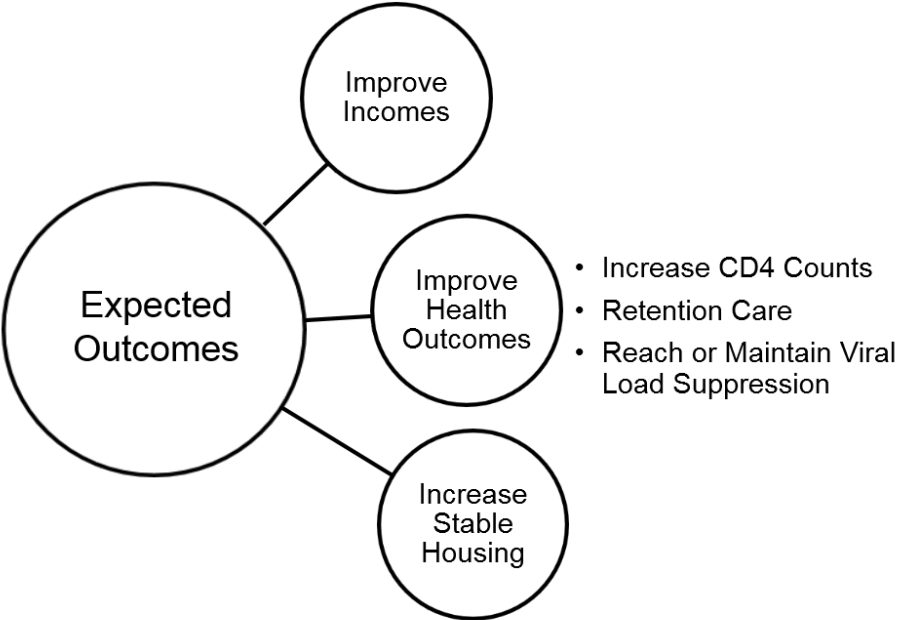 Improve
Incomes
Expected
Outcomes
Improve
Health
Outcomes
• Increase CD4 Counts
• Retention Care
• Reach or Maintain Viral
Load Suppression
Increase
Stable
Housing